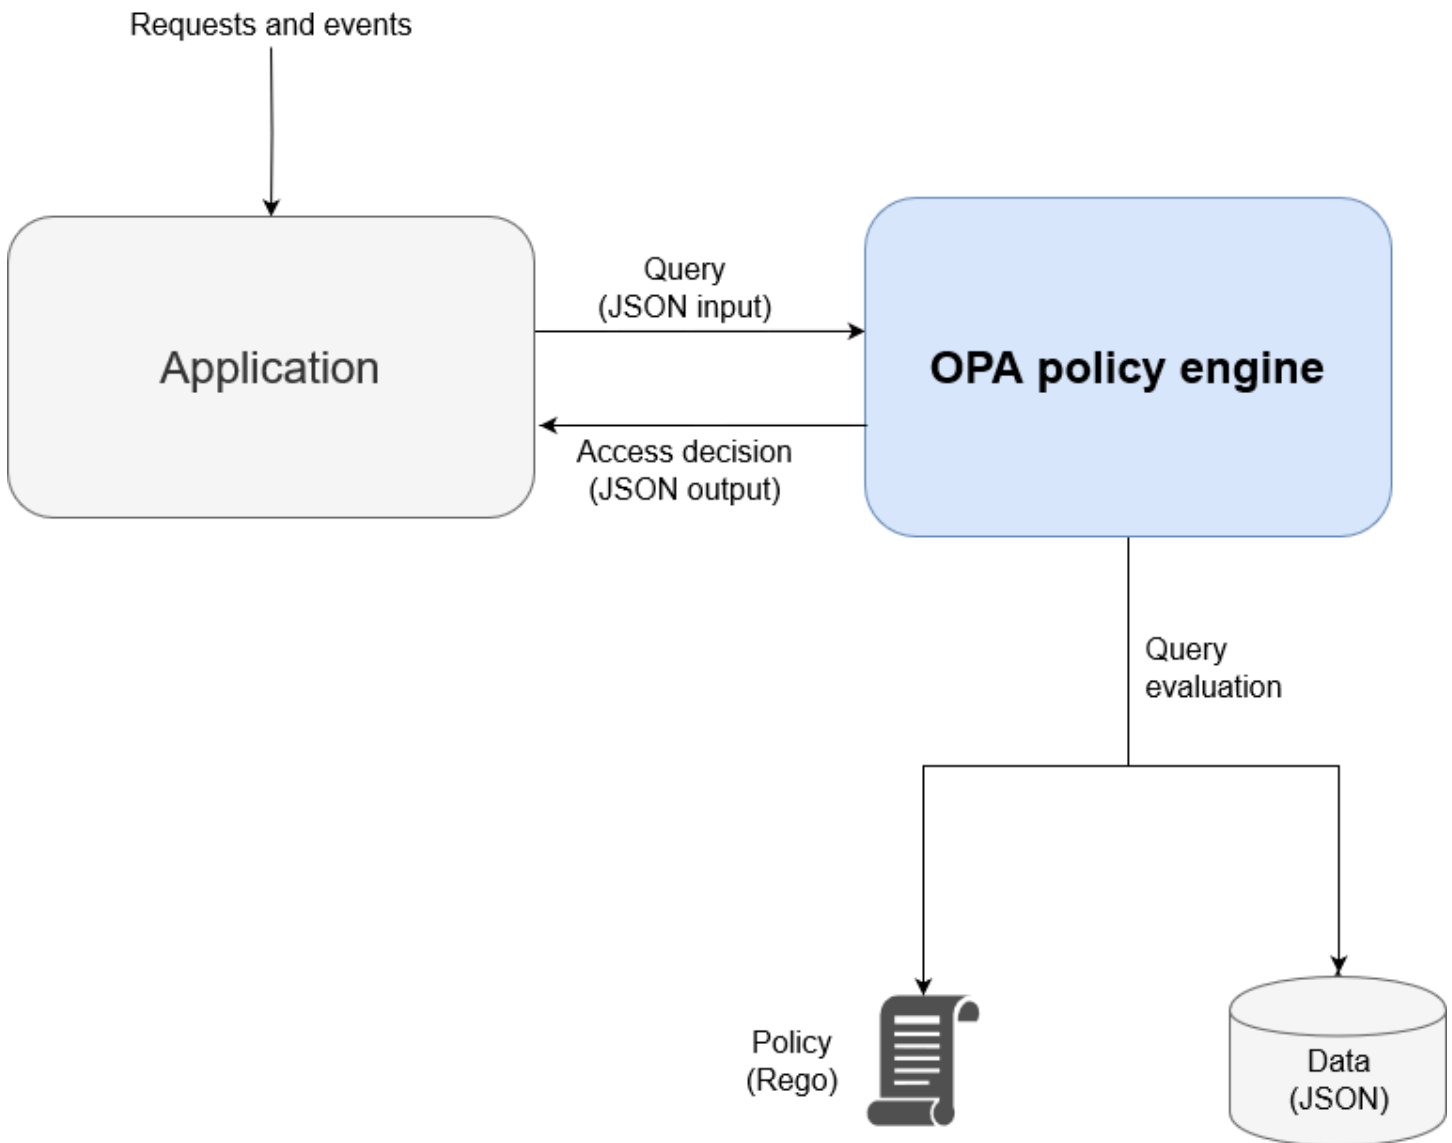 Requests and events
Query
(JSON input)
Application
OPA policy engine
Access decision
(JSON output)
Query
evaluation
Policy
(Rego)
Data
(JSON)